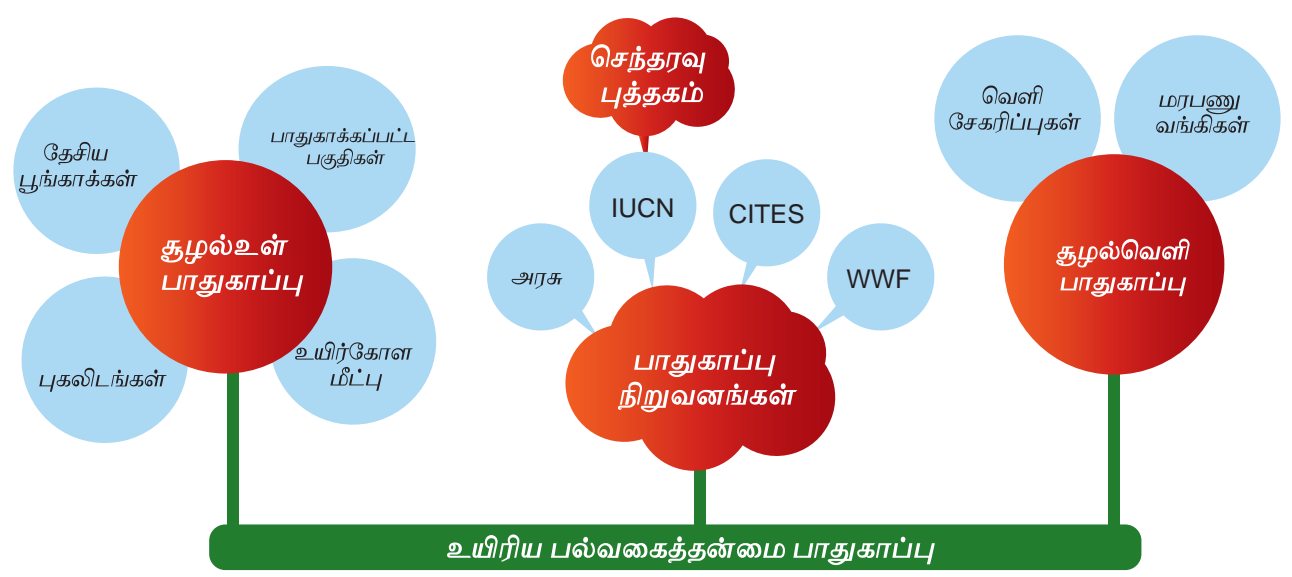 தேசிய
பூங்காக்கள்
பாதுகாக்கப்பட்ட
பகுதிகள்
சூழல்உள்
பாதுகாப்பு
புகலிடங்கள்
உயிர்கோள
மீட்பு
செந்தரவு
புத்தகம்
அரசு
IUCN
CITES
WWF
பாதுகாப்பு
நிறுவனங்கள்
வெளி
சேகரிப்புகள்
மரபணு
வங்கிகள்
சூழல்வெளி
பாதுகாப்பு
உயிரிய பல்வகைத்தன்மை பாதுகாப்பு